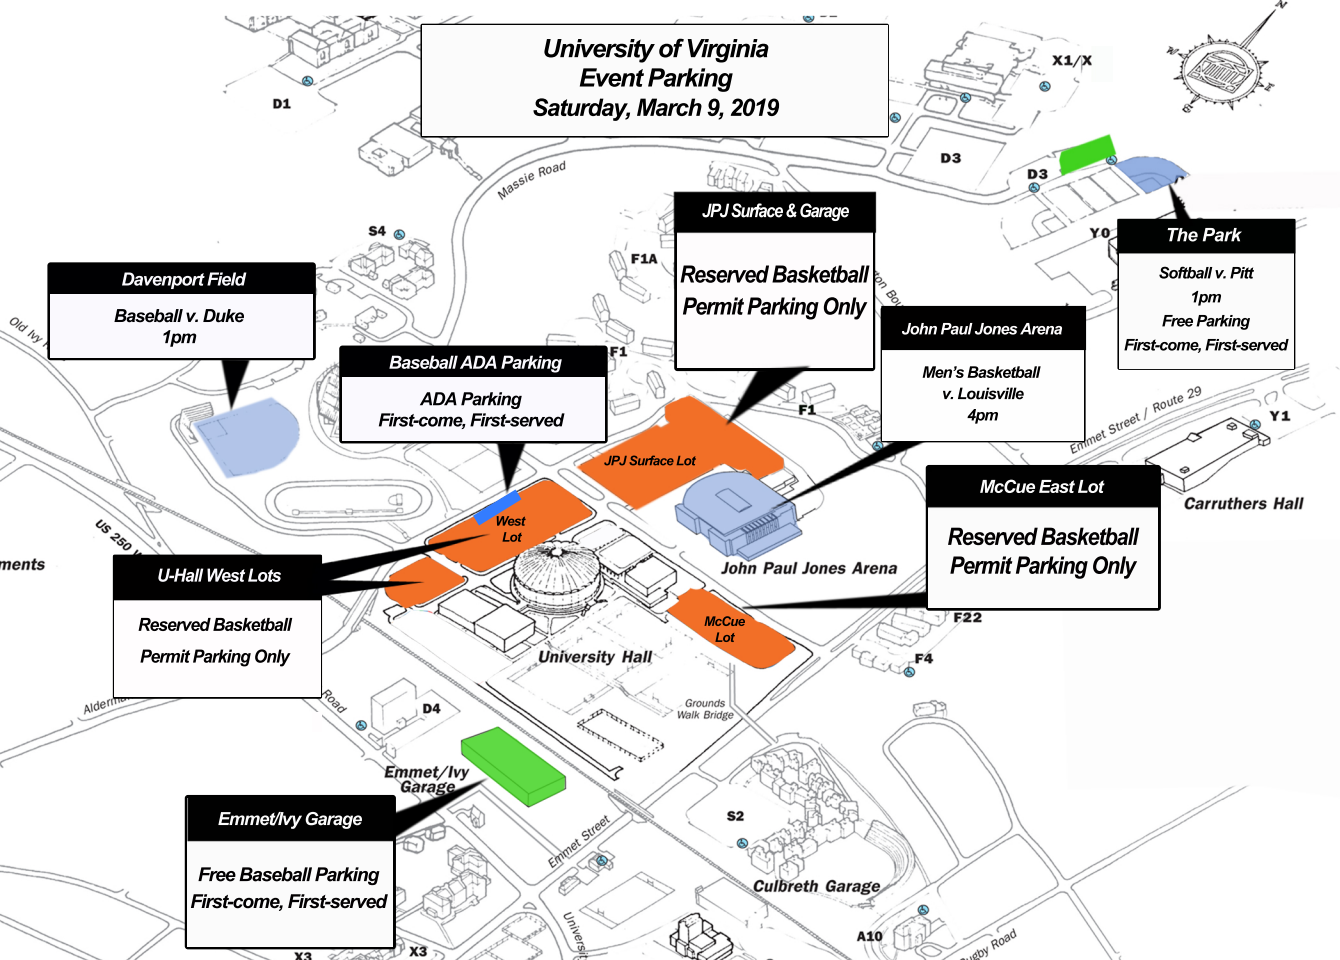 University of Virginia
Event Parking
Saturday, March 9, 2019
D1
X1/X
D3
D3
Y0
Massie Road
S4
F1A
F1
F1
JPJ Surface & Garage
Reserved Basketball
Permit Parking Only
The Park
Softball v. Pitt
1pm
Free Parking
First-come, First-served
Davenport Field
Baseball v. Duke
1pm
Old Ivy
John Paul Jones Arena
Men's Basketball
v. Louisville
4pm
Baseball ADA Parking
ADA Parking
First-come, First-served
Emmet Street / Route 29
Y1
Carruthers Hall
JPJ Surface Lot
McCue East Lot
Reserved Basketball
Permit Parking Only
West
Lot
US 250
ments
U-Hall West Lots
Reserved Basketball
Permit Parking Only
John Paul Jones Arena
McCue
Lot
F22
F4
University Hall
Grounds
Walk Bridge
Road
D4
Emmet/Ivy
Garage
Emmet/Ivy Garage
Free Baseball Parking
First-come, First-served
Emmet Street
S2
Culbreth Garage
A10
Rugby Road
X3
X3
N